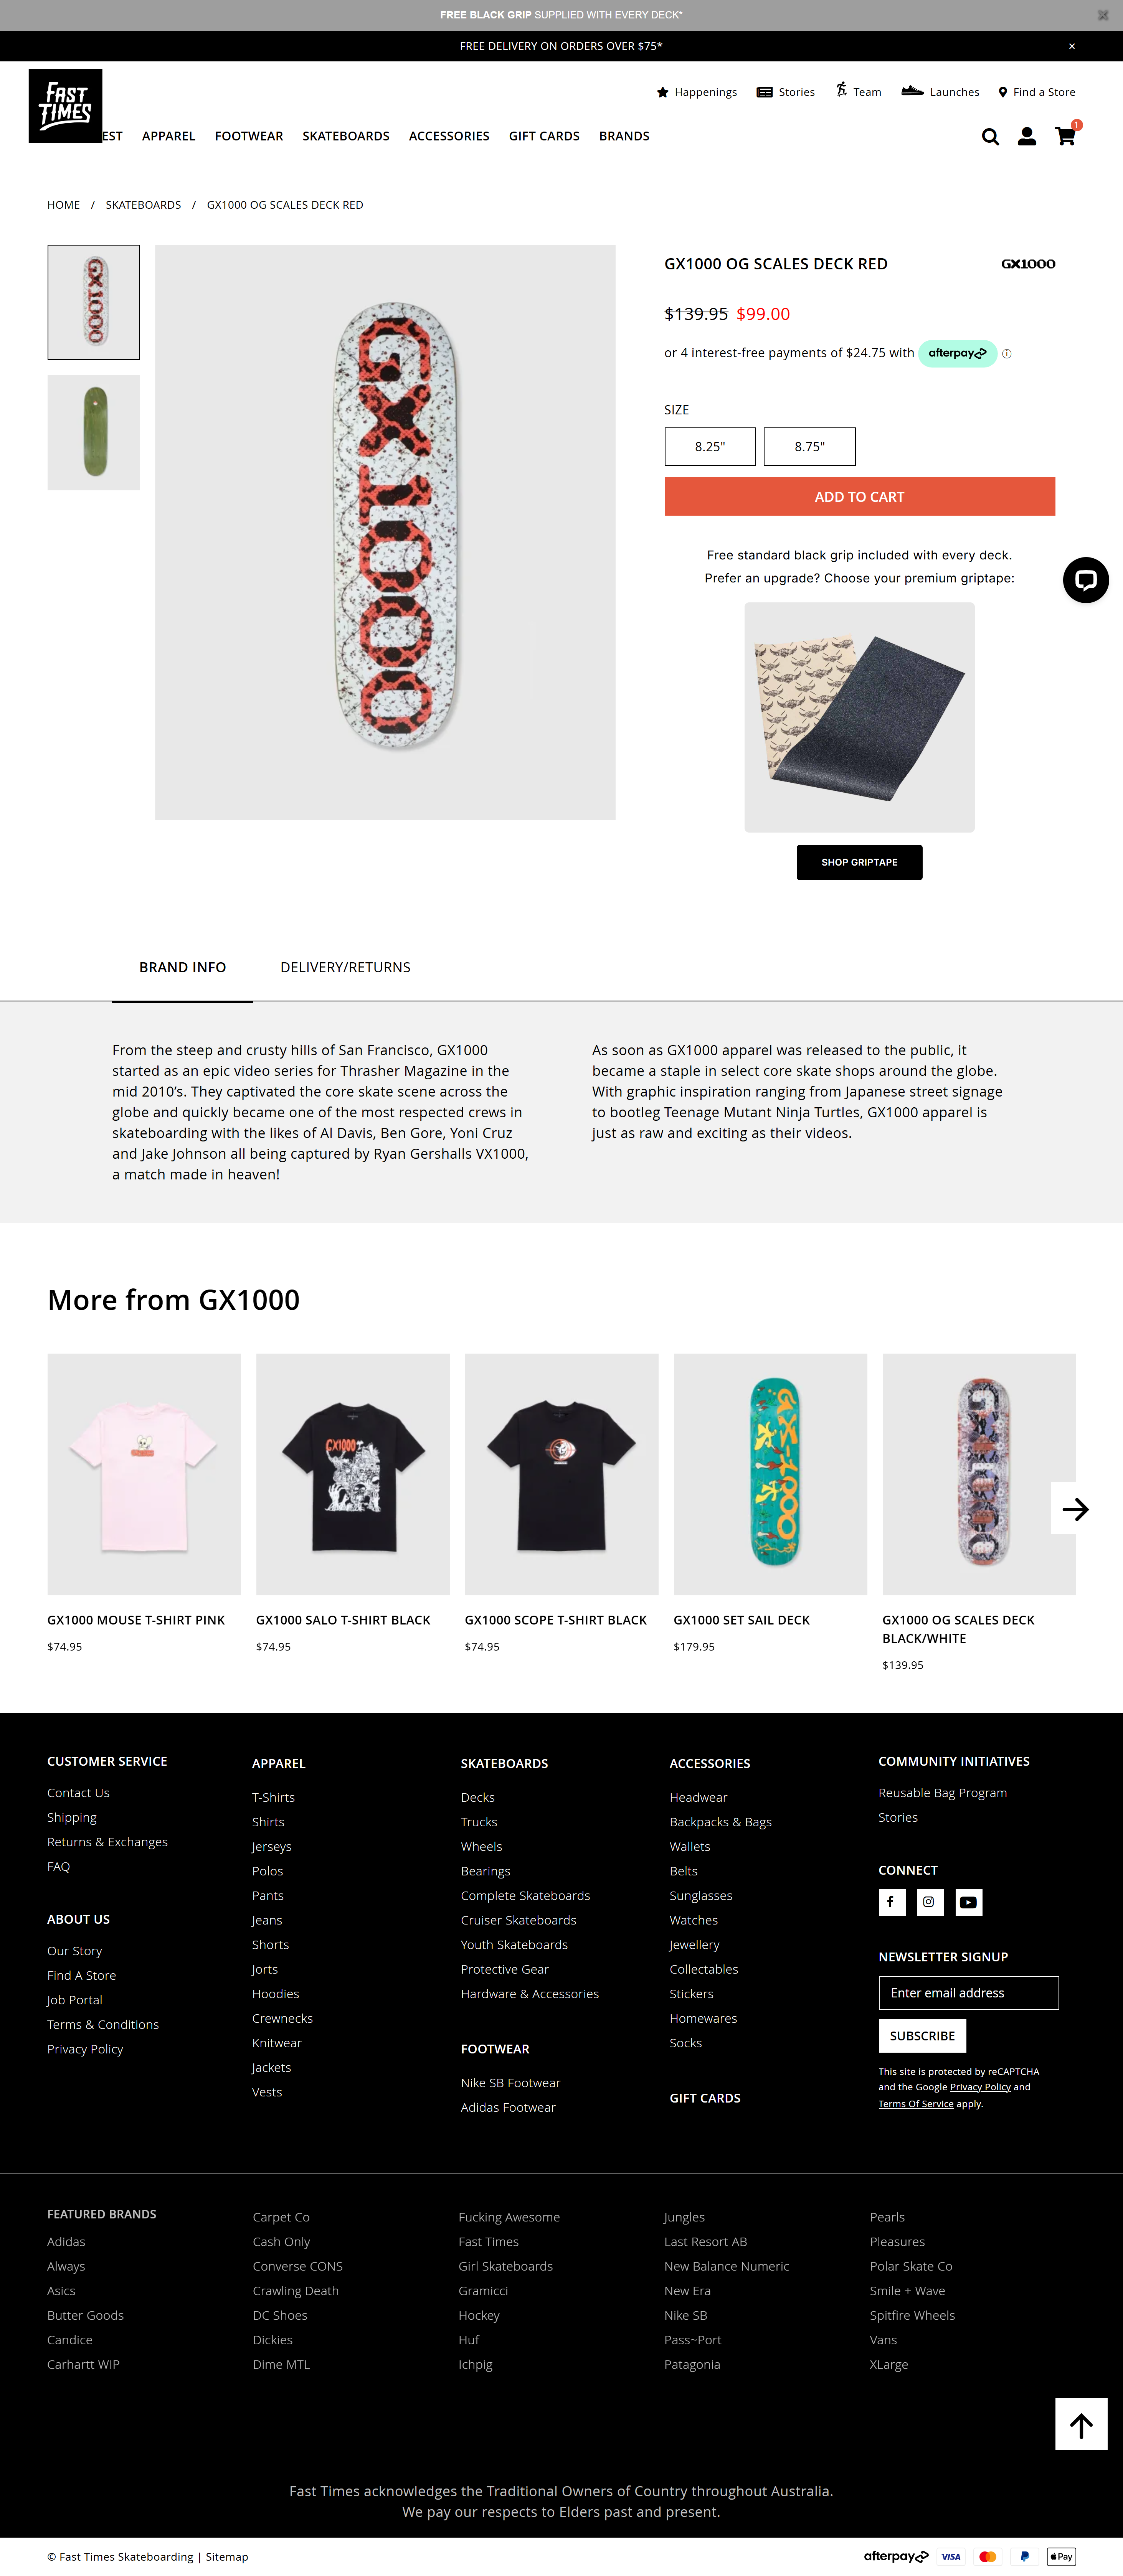 FREE BLACK GRIP SUPPLIED WITH EVERY DECK*
FREE DELIVERY ON ORDERS OVER $75*
×
FAST
TIMES
Happenings
Stories
Team
Launches
Find a Store
EST
APPAREL
FOOTWEAR
SKATEBOARDS
ACCESSORIES
GIFT CARDS
BRANDS
1
HOME / SKATEBOARDS / GX1000 OG SCALES DECK RED
GX1000
GX1000
GX1000 OG SCALES DECK RED
GX1000
$139.95 $99.00
or 4 interest-free payments of $24.75 with afterpay ⓘ
SIZE
8.25"
8.75"
ADD TO CART
Free standard black grip included with every deck.
Prefer an upgrade? Choose your premium griptape:
SHOP GRIPTAPE
BRAND INFO
DELIVERY/RETURNS
From the steep and crusty hills of San Francisco, GX1000
started as an epic video series for Thrasher Magazine in the
mid 2010’s. They captivated the core skate scene across the
globe and quickly became one of the most respected crews in
skateboarding with the likes of Al Davis, Ben Gore, Yoni Cruz
and Jake Johnson all being captured by Ryan Gershalls VX1000,
a match made in heaven!
As soon as GX1000 apparel was released to the public, it
became a staple in select core skate shops around the globe.
With graphic inspiration ranging from Japanese street signage
to bootleg Teenage Mutant Ninja Turtles, GX1000 apparel is
just as raw and exciting as their videos.
More from GX1000
GX1000
GX-1000
GX1000 MOUSE T-SHIRT PINK
$74.95
GX1000 SALO T-SHIRT BLACK
$74.95
GX1000 SCOPE T-SHIRT BLACK
$74.95
GX1000 SET SAIL DECK
$179.95
GX1000 OG SCALES DECK
BLACK/WHITE
$139.95
CUSTOMER SERVICE
Contact Us
Shipping
Returns & Exchanges
FAQ
ABOUT US
Our Story
Find A Store
Job Portal
Terms & Conditions
Privacy Policy
APPAREL
T-Shirts
Shirts
Jerseys
Polos
Pants
Jeans
Shorts
Jorts
Hoodies
Crewnecks
Knitwear
Jackets
Vests
SKATEBOARDS
Decks
Trucks
Wheels
Bearings
Complete Skateboards
Cruiser Skateboards
Youth Skateboards
Protective Gear
Hardware & Accessories
FOOTWEAR
Nike SB Footwear
Adidas Footwear
ACCESSORIES
Headwear
Backpacks & Bags
Wallets
Belts
Sunglasses
Watches
Jewellery
Collectables
Stickers
Homewares
Socks
GIFT CARDS
COMMUNITY INITIATIVES
Reusable Bag Program
Stories
CONNECT
NEWSLETTER SIGNUP
Enter email address
SUBSCRIBE
This site is protected by reCAPTCHA
and the Google Privacy Policy and
Terms Of Service apply.
FEATURED BRANDS
Adidas
Always
Asics
Butter Goods
Candice
Carhartt WIP
Carpet Co
Cash Only
Converse CONS
Crawling Death
DC Shoes
Dickies
Dime MTL
Fucking Awesome
Fast Times
Girl Skateboards
Gramicci
Hockey
Huf
Ichpig
Jungles
Last Resort AB
New Balance Numeric
New Era
Nike SB
Pass~Port
Patagonia
Pearls
Pleasures
Polar Skate Co
Smile + Wave
Spitfire Wheels
Vans
XLarge
Fast Times acknowledges the Traditional Owners of Country throughout Australia.
We pay our respects to Elders past and present.
© Fast Times Skateboarding | Sitemap
afterpay
VISA
Pay